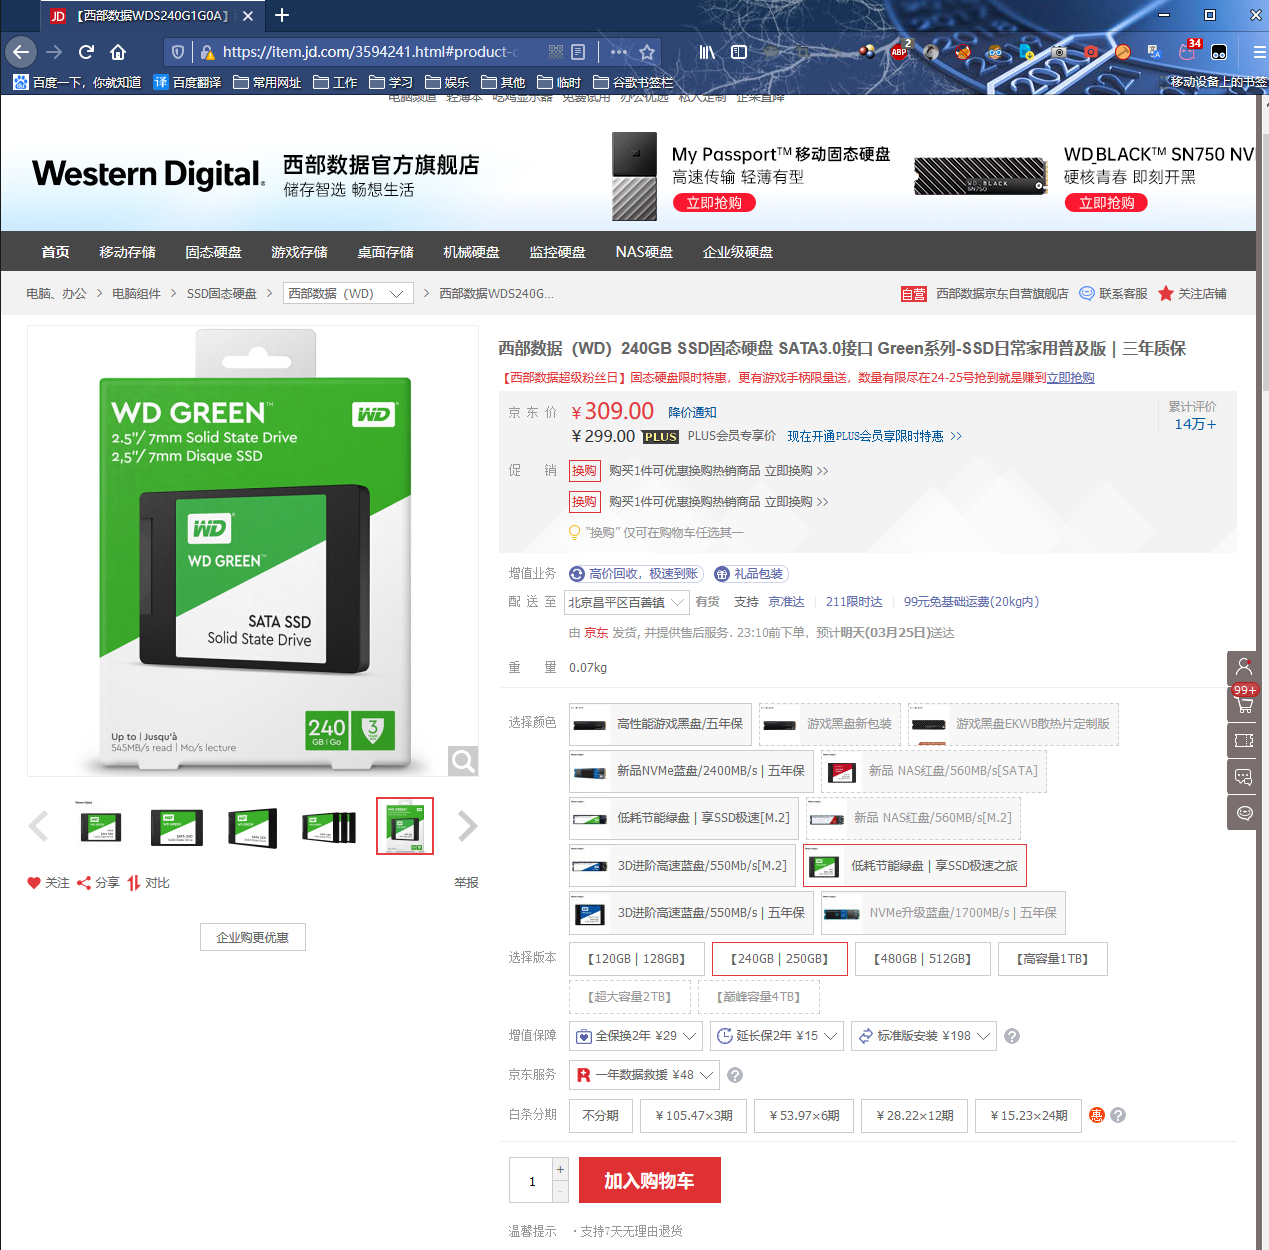 【西部数据WDS240G1G0A】
https://item.jd.com/3594241.html#product-
百度一下，你就知道 百度翻译 常用网址 工作 学习 娱乐 其他 临时 谷歌书签栏 移动设备上的书签
电脑频道 轻薄本 吃鸡显示器 免费试用 办公优选 私人定制 企采直降
Western Digital. 西部数据官方旗舰店
储存智选 畅想生活
My Passport™ 移动固态硬盘
高速传输 轻薄有型
立即抢购
WD_BLACK
SN750
WD_BLACK™ SN750 NV
硬核青春 即刻开黑
立即抢购
首页 移动存储 固态硬盘 游戏存储 桌面存储 机械硬盘 监控硬盘 NAS硬盘 企业级硬盘
电脑、办公 > 电脑组件 > SSD固态硬盘 > 西部数据（WD） > 西部数据WDS240G...
自营 西部数据京东自营旗舰店 联系客服 关注店铺
WD GREEN™
2.5"/ 7mm Solid State Drive
2,5"/ 7mm Disque SSD
WD
WD
WD GREEN™
SATA SSD
Solid State Drive
Up to | Jusqu'à
545MB/s read | Mo/s lecture
240
GB | Go
3
关注 分享 对比 举报
企业购更优惠
西部数据（WD）240GB SSD固态硬盘 SATA3.0接口 Green系列-SSD日常家用普及版｜三年质保
【西部数据超级粉丝日】固态硬盘限时特惠，更有游戏手柄限量送，数量有限尽在24-25号抢到就是赚到立即抢购
京 东 价 ￥309.00 降价通知
累计评价
14万+
￥299.00 PLUS PLUS会员专享价 现在开通PLUS会员享限时特惠 >>
促 销 换购 购买1件可优惠换购热销商品 立即换购 >>
换购 购买1件可优惠换购热销商品 立即换购 >>
“换购” 仅可在购物车任选其一
增值业务 高价回收，极速到账 礼品包装
配 送 至 北京昌平区百善镇 有货 支持 京准达 211限时达 99元免基础运费(20kg内)
由 京东 发货, 并提供售后服务. 23:10前下单，预计明天(03月25日)送达
重 量 0.07kg
选择颜色 高性能游戏黑盘/五年保 游戏黑盘新包装 游戏黑盘EKWB散热片定制版
新品NVMe蓝盘/2400MB/s | 五年保 新品 NAS红盘/560MB/s[SATA]
低耗节能绿盘 | 享SSD极速[M.2] 新品 NAS红盘/560MB/s[M.2]
3D进阶高速蓝盘/550Mb/s[M.2] 低耗节能绿盘 | 享SSD极速之旅
3D进阶高速蓝盘/550MB/s | 五年保 NVMe升级蓝盘/1700MB/s | 五年保
选择版本 【120GB | 128GB】 【240GB | 250GB】 【480GB | 512GB】 【高容量1TB】
【超大容量2TB】 【巅峰容量4TB】
增值保障 全保换2年 ¥29 延长保2年 ¥15 标准版安装 ¥198
京东服务 一年数据救援 ¥48
白条分期 不分期 ￥105.47×3期 ￥53.97×6期 ￥28.22×12期 ￥15.23×24期 惠
1 + - 加入购物车
温馨提示 · 支持7天无理由退货
99+